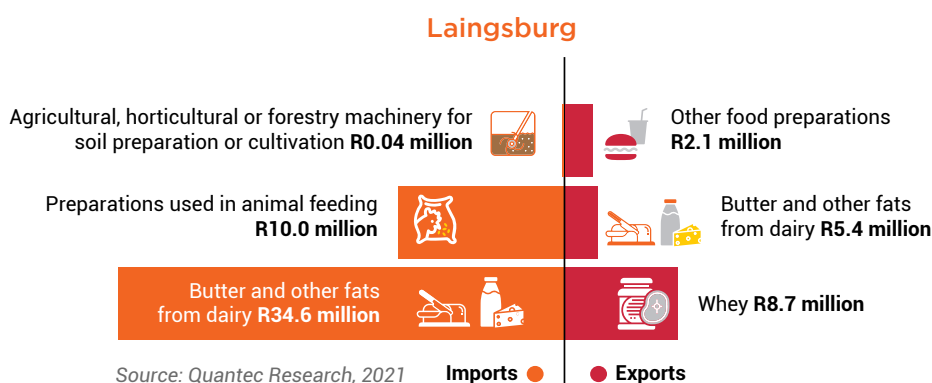 Laingsburg
Agricultural, horticultural or forestry machinery for
soil preparation or cultivation R0.04 million
Other food preparations
R2.1 million
Preparations used in animal feeding
R10.0 million
Butter and other fats
from dairy R5.4 million
Butter and other fats
from dairy R34.6 million
Whey R8.7 million
Source: Quantec Research, 2021
Imports
Exports